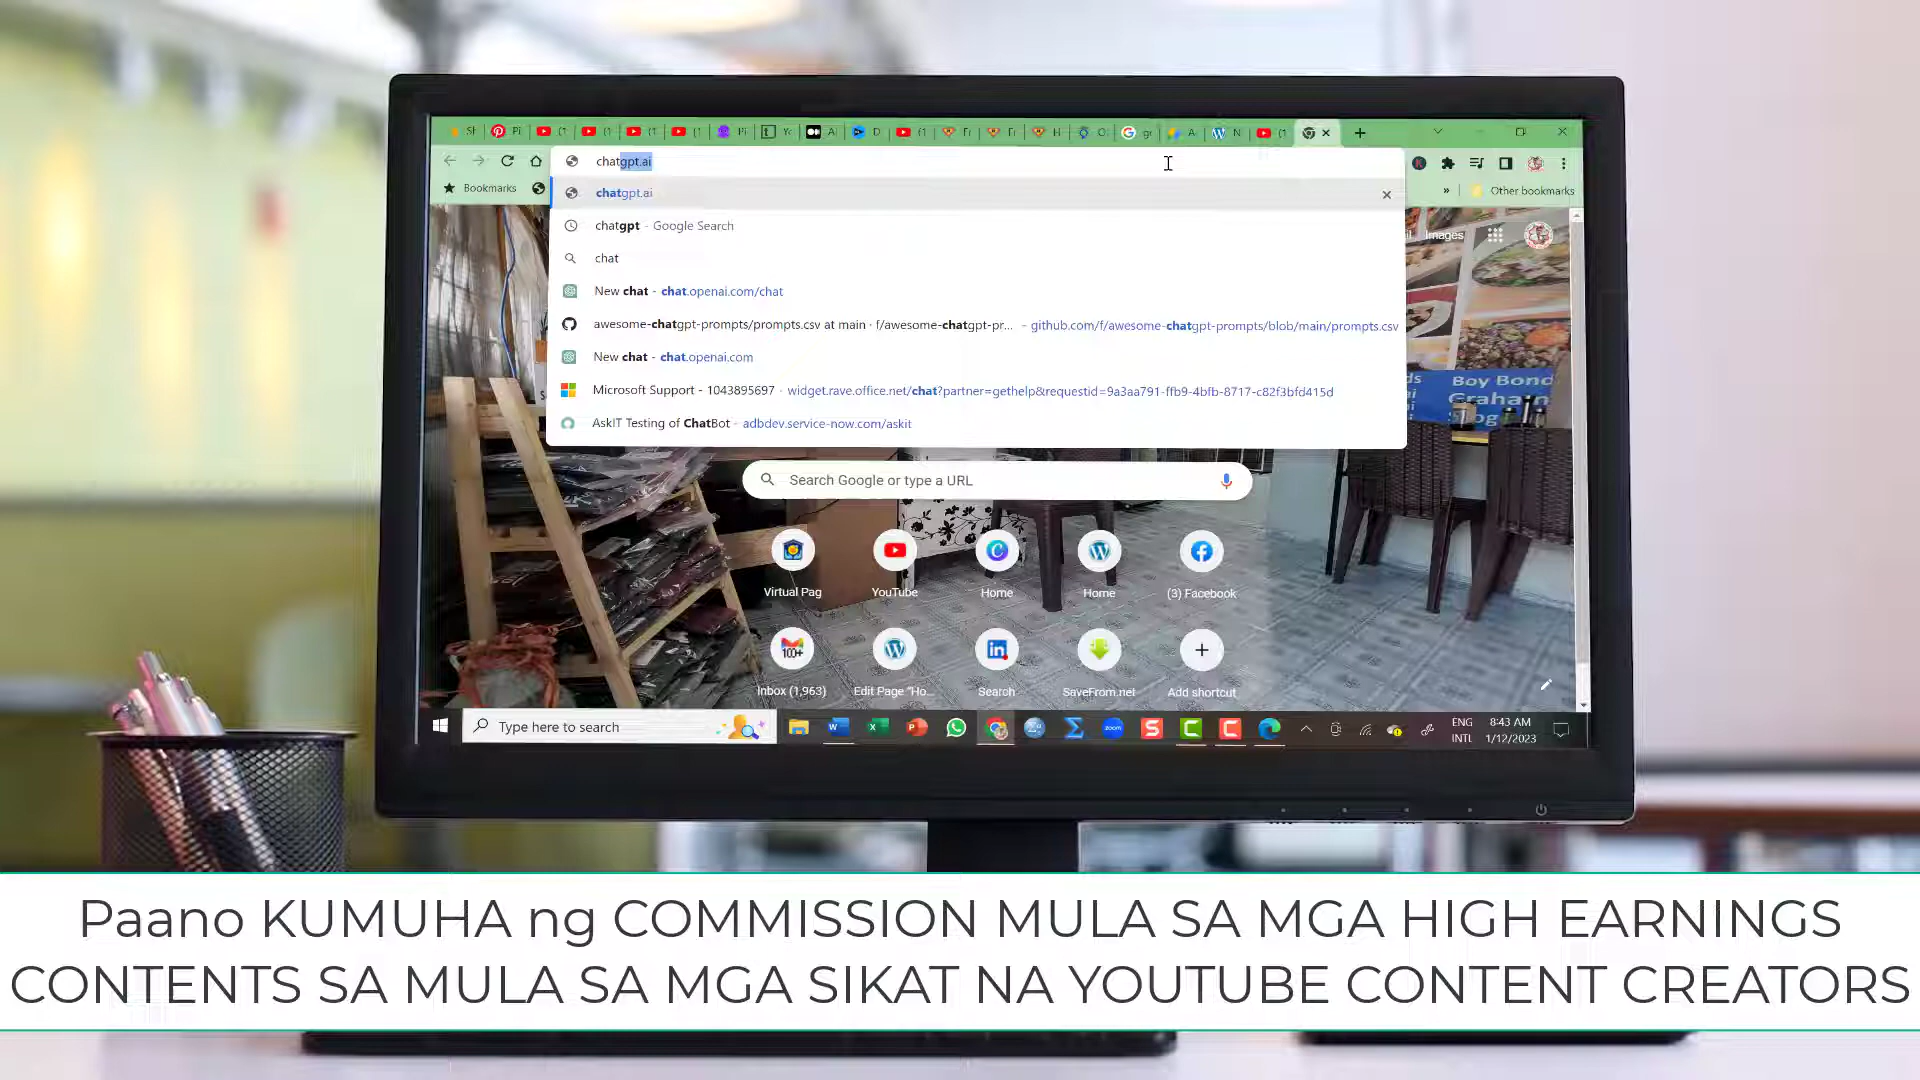 chatgpt.ai
Bookmarks
Other bookmarks
chatgpt.ai
chatgpt - Google Search
chat
New chat - chat.openai.com/chat
awesome-chatgpt-prompts/prompts.csv at main · f/awesome-chatgpt-pr... - github.com/f/awesome-chatgpt-prompts/blob/main/prompts.csv
New chat - chat.openai.com
Microsoft Support - 1043895697 - widget.rave.office.net/chat?partner=gethelp&requestid=9a3aa791-ffb9-4bfb-8717-c82f3bfd415d
AskIT Testing of ChatBot - adbdev.service-now.com/askit
Images
Boy Bond
Graham
Search Google or type a URL
Virtual Pag
YouTube
Home
Home
(3) Facebook
100+
Inbox (1,963)
Edit Page "Ho...
Search
SaveFrom.net
Add shortcut
Type here to search
zoom
ENG
INTL
8:43 AM
1/12/2023
Paano KUMUHA ng COMMISSION MULA SA MGA HIGH EARNINGS
CONTENTS SA MULA SA MGA SIKAT NA YOUTUBE CONTENT CREATORS